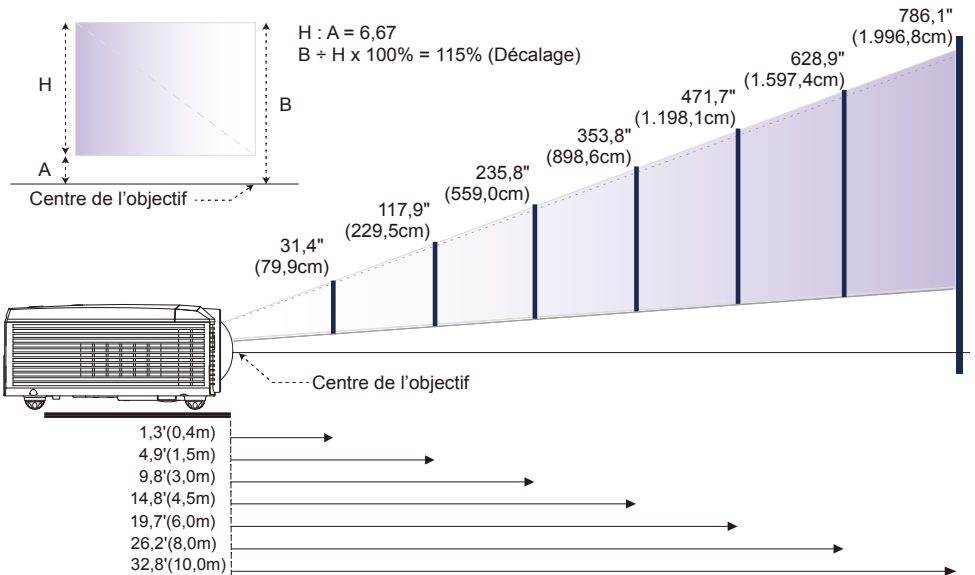 H
A
B
Centre de l’objectif
H : A = 6,67
B ÷ H x 100% = 115% (Décalage)
31,4"
(79,9cm)
117,9"
(229,5cm)
235,8"
(559,0cm)
353,8"
(898,6cm)
471,7"
(1.198,1cm)
628,9"
(1.597,4cm)
786,1"
(1.996,8cm)
Centre de l’objectif
1,3'(0,4m)
4,9'(1,5m)
9,8'(3,0m)
14,8'(4,5m)
19,7'(6,0m)
26,2'(8,0m)
32,8'(10,0m)